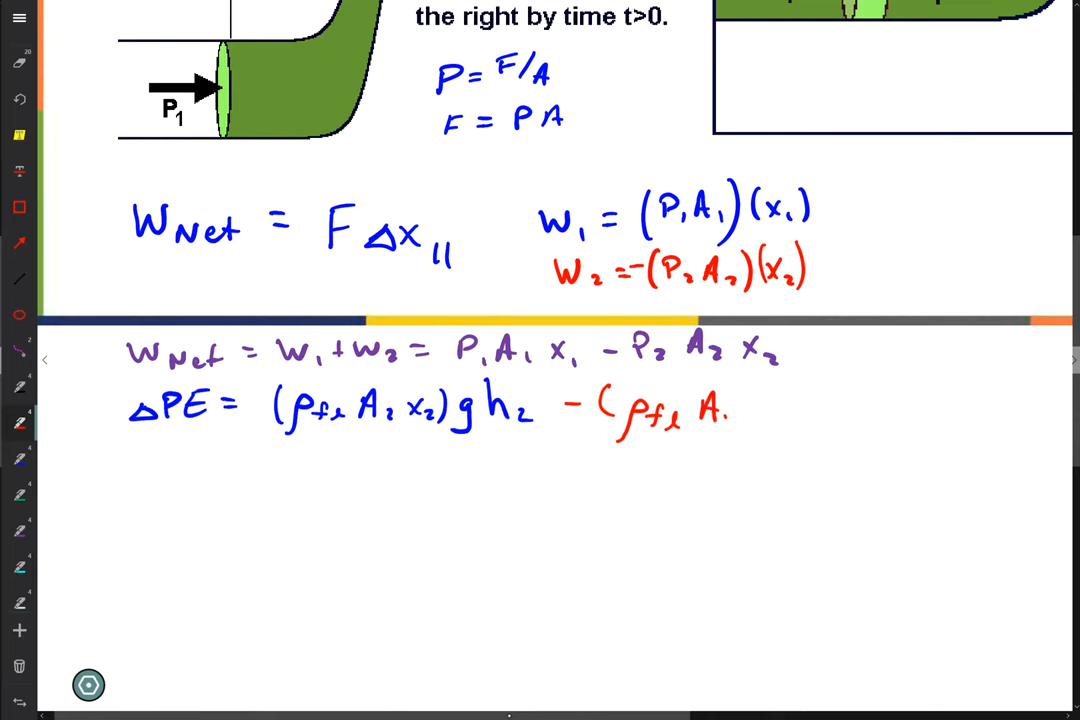 the right by time t>0.
P = F/A
P₁
F = P A
W_Net = F Δx_∥
W₁ = (P₁A₁)(x₁)
W₂ = -(P₂A₂)(x₂)
W_Net = W₁ + W₂ = P₁A₁x₁ - P₂A₂x₂
ΔPE = (ρ_fl A₂ x₂) g h₂ - (ρ_fl A.